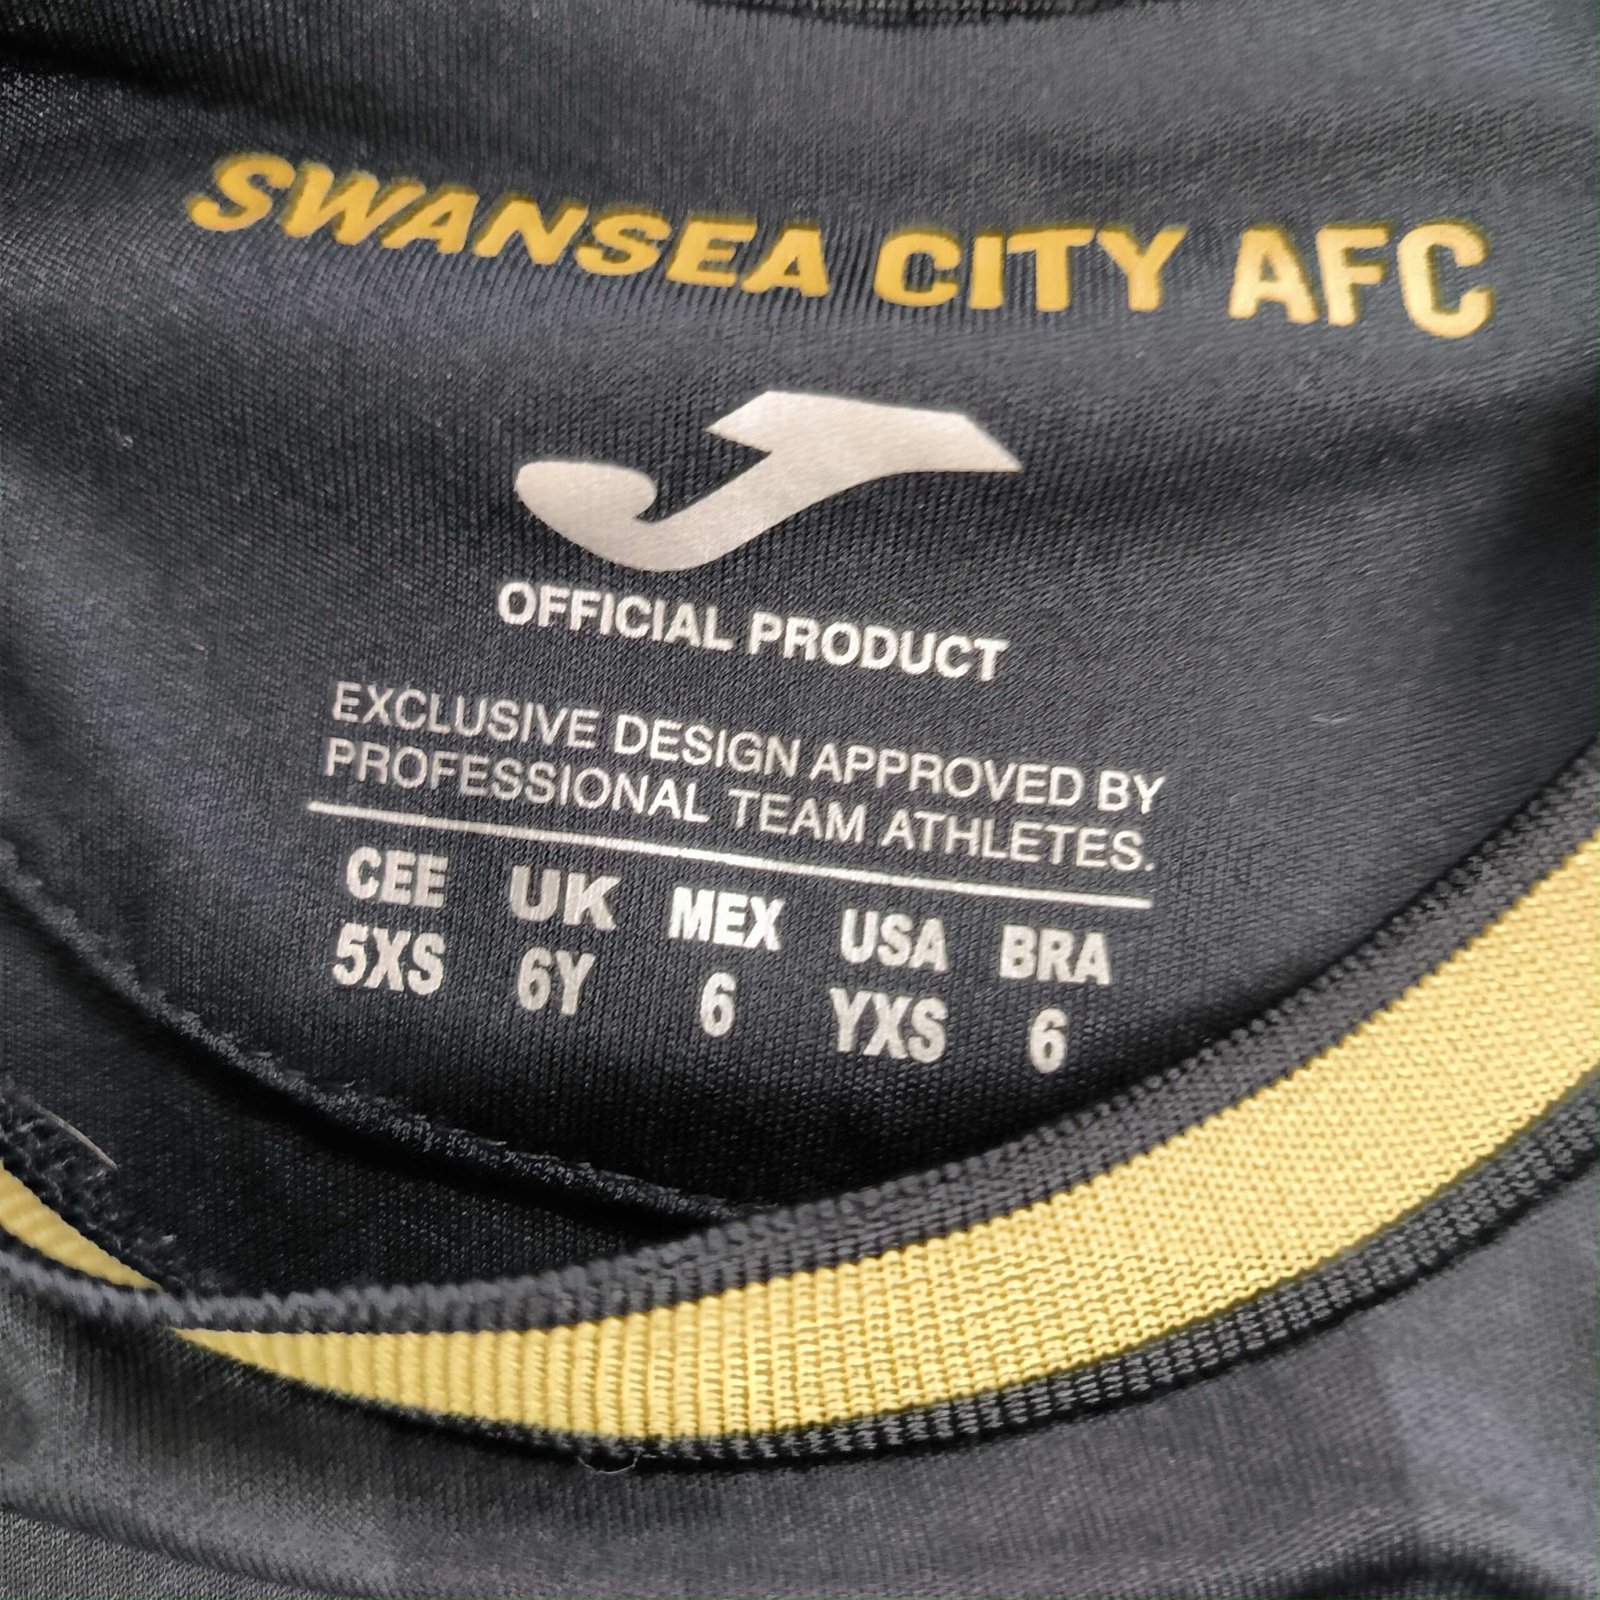 SWANSEA CITY AFC
OFFICIAL PRODUCT
EXCLUSIVE DESIGN APPROVED BY
PROFESSIONAL TEAM ATHLETES.
CEE UK MEX USA BRA
5XS 6Y 6 YXS 6